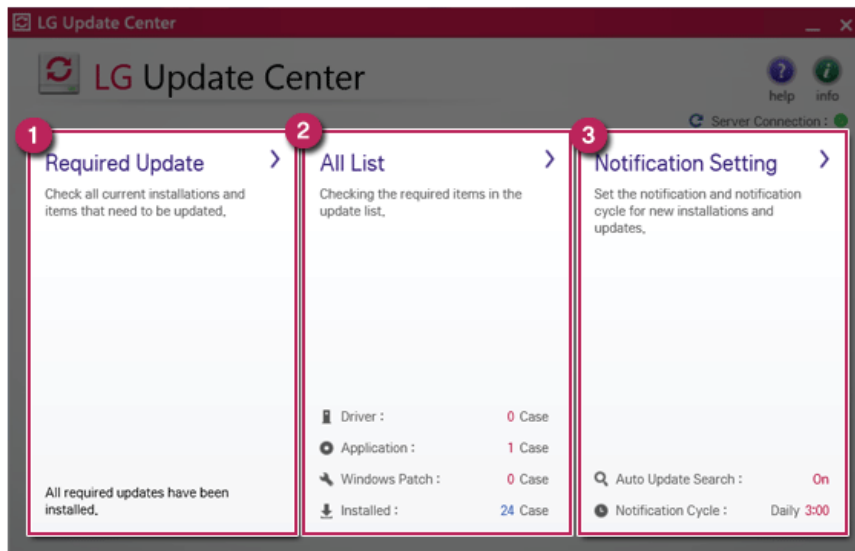 LG Update Center
LG Update Center
help
info
Server Connection :
1
2
3
Required Update
Check all current installations and
items that need to be updated.
All required updates have been
installed.
All List
Checking the required items in the
update list.
Driver : 0 Case
Application : 1 Case
Windows Patch : 0 Case
Installed : 24 Case
Notification Setting
Set the notification and notification
cycle for new installations and
updates.
Auto Update Search : On
Notification Cycle : Daily 3:00